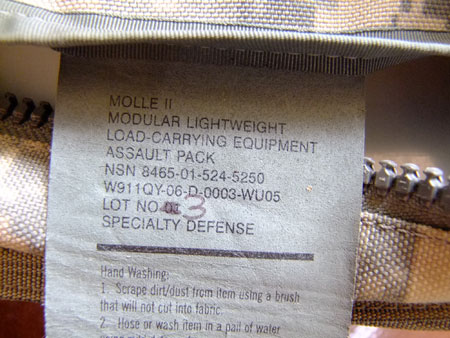 MOLLE II
MODULAR LIGHTWEIGHT
LOAD-CARRYING EQUIPMENT
ASSAULT PACK
NSN 8465-01-524-5250
W911QY-06-D-0003-WU05
LOT NO. 3
SPECIALTY DEFENSE
Hand Washing:
1. Scrape dirt/dust from item using a brush
that will not cut into fabric.
2. Hose or wash item in a pail of water